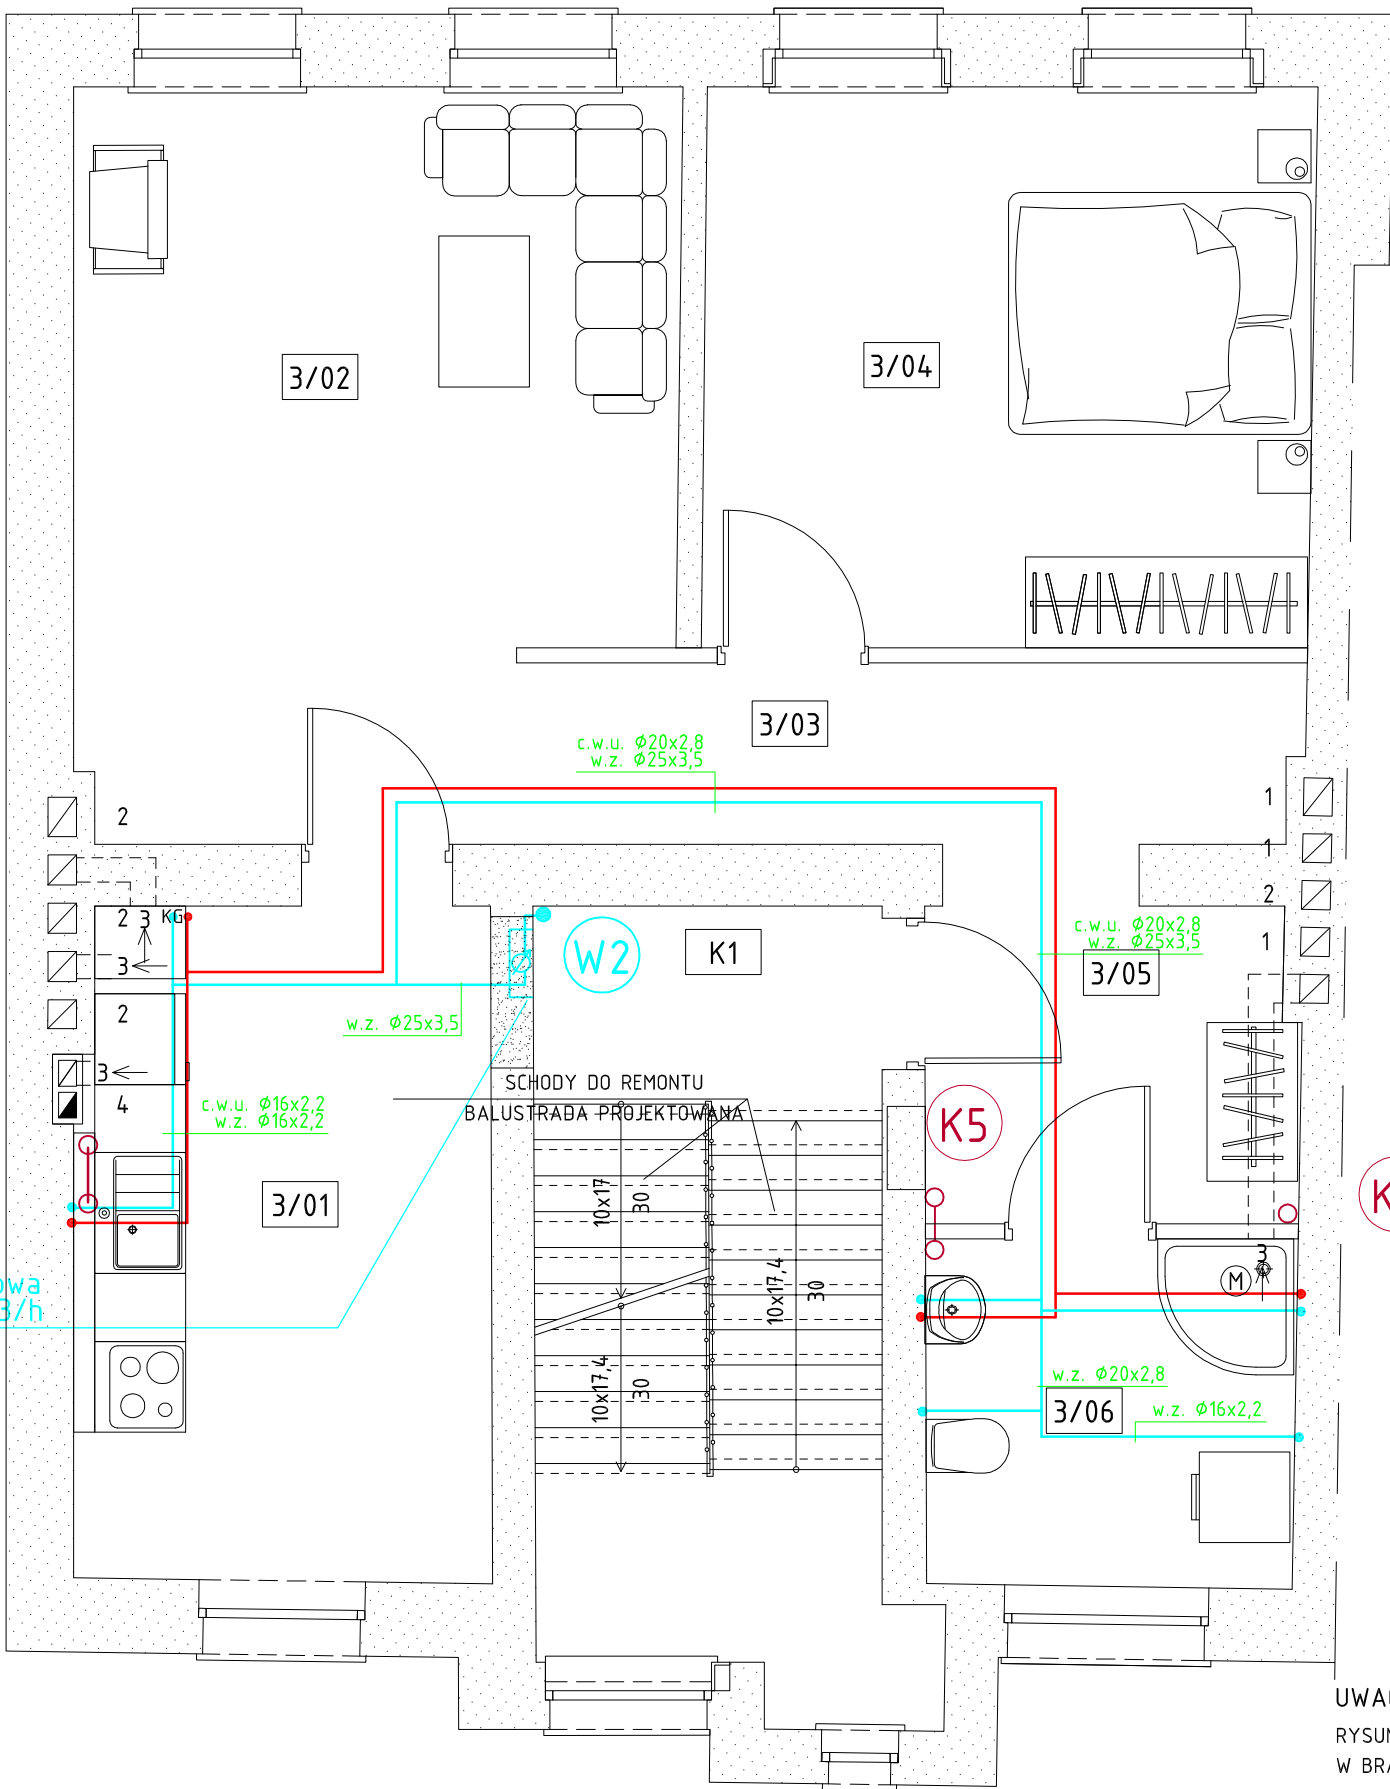 3/02
3/04
3/03
c.w.u. Ø20x2,8
w.z. Ø25x3,5
2
1
1
2
2
3
KG
3
2
3
4
W2
K1
1
c.w.u. Ø20x2,8
w.z. Ø25x3,5
3/05
w.z. Ø25x3,5
SCHODY DO REMONTU
BALUSTRADA PROJEKTOWANA
c.w.u. Ø16x2,2
w.z. Ø16x2,2
K5
3/01
10x17
30
10x17,4
30
10x17,4
30
3
M
3/h
w.z. Ø20x2,8
3/06
w.z. Ø16x2,2